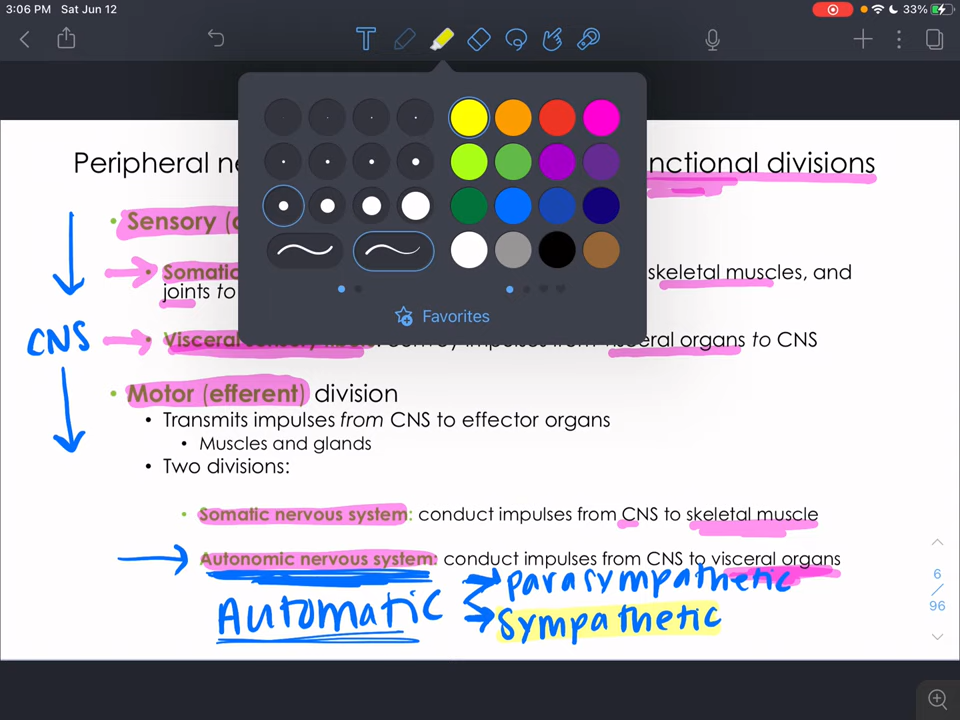 3:06 PM Sat Jun 12 33%
T
Peripheral ne nctional divisions
• Sensory (
• Somatic skeletal muscles, and
joints to
CNS
• Visceral sensory fibers: convey impulses from visceral organs to CNS
Favorites
• Motor (efferent) division
• Transmits impulses from CNS to effector organs
• Muscles and glands
• Two divisions:
• Somatic nervous system: conduct impulses from CNS to skeletal muscle
• Autonomic nervous system: conduct impulses from CNS to visceral organs
parasympathetic
Automatic
Sympathetic
6
/
96